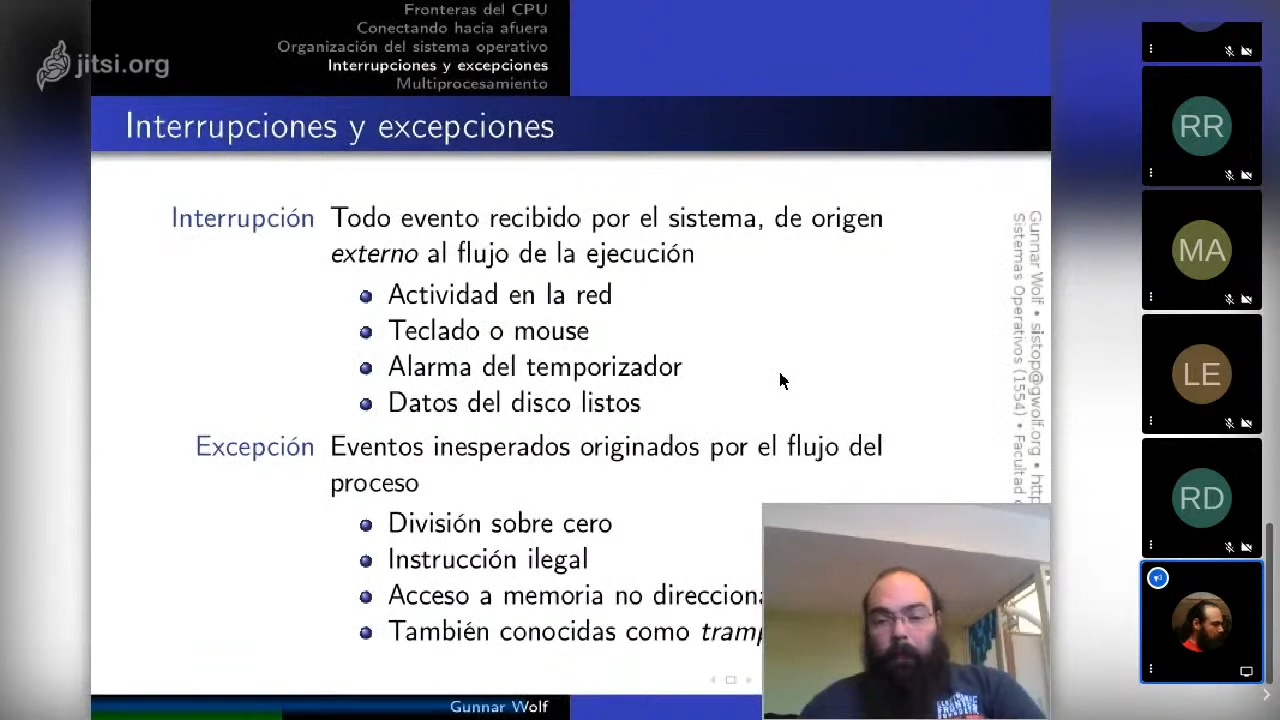 Fronteras del CPU
Conectando hacia afuera
Organización del sistema operativo
Interrupciones y excepciones
Multiprocesamiento
jitsi.org
Interrupciones y excepciones
Interrupción Todo evento recibido por el sistema, de origen
externo al flujo de la ejecución
Actividad en la red
Teclado o mouse
Alarma del temporizador
Datos del disco listos
Excepción Eventos inesperados originados por el flujo del
proceso
División sobre cero
Instrucción ilegal
Acceso a memoria no
También conocidas como
Gunnar Wolf
Gunnar Wolf • sistop@gwolf.org •
Sistemas Operativos (1554) • Facultad
RR
MA
LE
RD